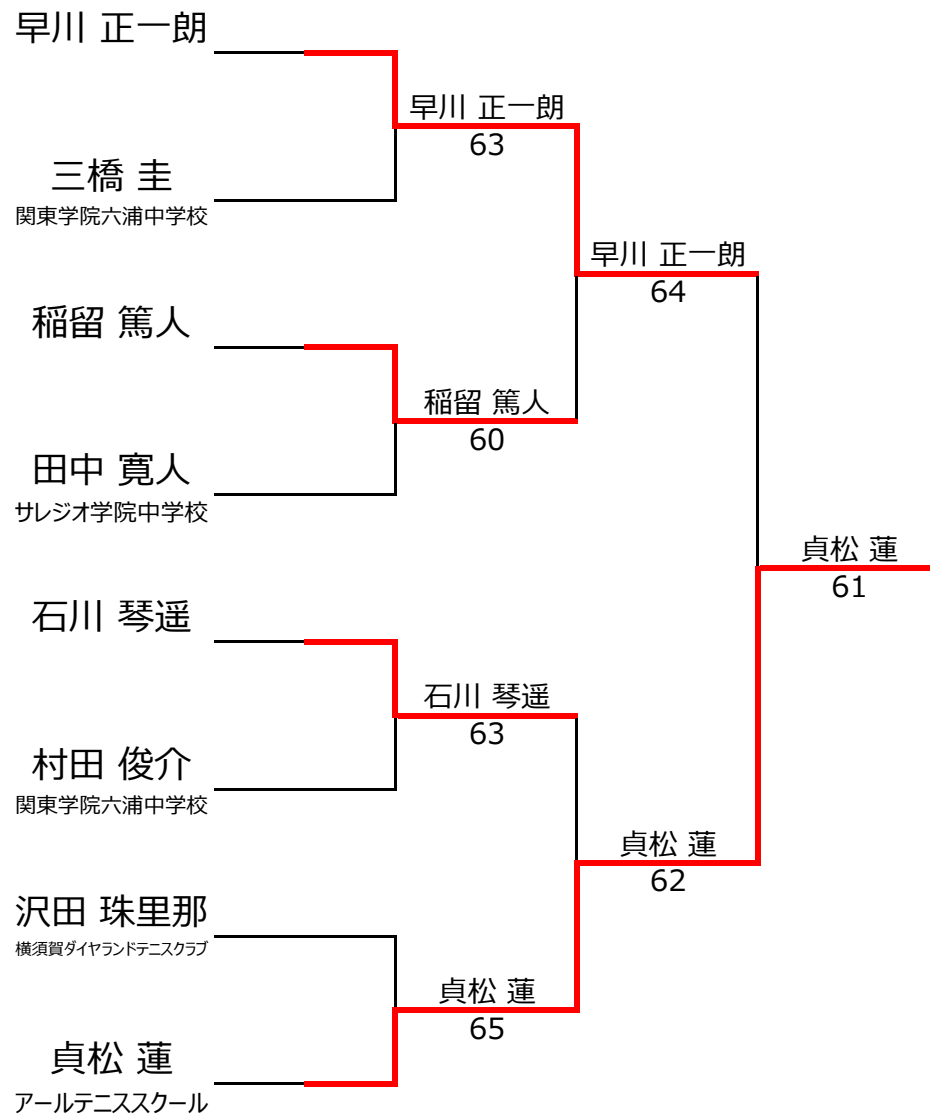 早川 正一朗
三橋 圭
関東学院六浦中学校
稲留 篤人
田中 寛人
サレジオ学院中学校
石川 琴遥
村田 俊介
関東学院六浦中学校
沢田 珠里那
横須賀ダイヤランドテニスクラブ
貞松 蓮
アールテニススクール
早川 正一朗
63
稲留 篤人
60
石川 琴遥
63
貞松 蓮
65
早川 正一朗
64
貞松 蓮
62
貞松 蓮
61